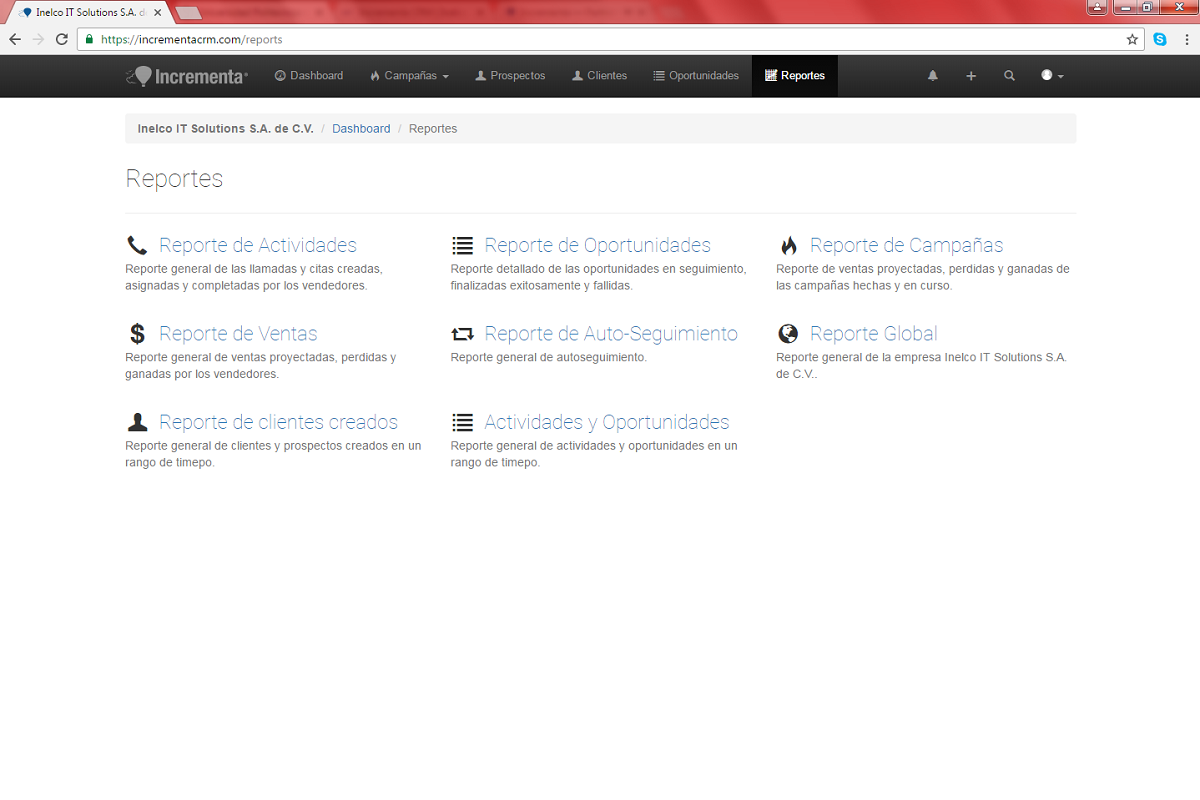 Inelco IT Solutions S.A. d
https://incrementacrm.com/reports
Incrementa Dashboard Campañas Prospectos Clientes Oportunidades Reportes
Inelco IT Solutions S.A. de C.V. / Dashboard / Reportes
Reportes
Reporte de Actividades
Reporte general de las llamadas y citas creadas,
asignadas y completadas por los vendedores.
Reporte de Oportunidades
Reporte detallado de las oportunidades en seguimiento,
finalizadas exitosamente y fallidas.
Reporte de Campañas
Reporte de ventas proyectadas, perdidas y ganadas de
las campañas hechas y en curso.
Reporte de Ventas
Reporte general de ventas proyectadas, perdidas y
ganadas por los vendedores.
Reporte de Auto-Seguimiento
Reporte general de autoseguimiento.
Reporte Global
Reporte general de la empresa Inelco IT Solutions S.A.
de C.V..
Reporte de clientes creados
Reporte general de clientes y prospectos creados en un
rango de timepo.
Actividades y Oportunidades
Reporte general de actividades y oportunidades en un
rango de timepo.